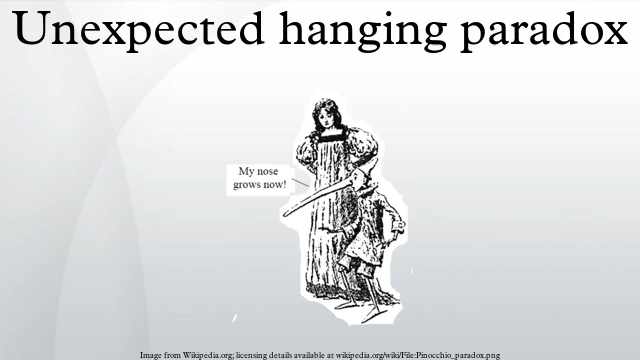 Unexpected hanging paradox
My nose
grows now!
Image from Wikipedia.org; licensing details available at wikipedia.org/wiki/File:Pinocchio_paradox.png